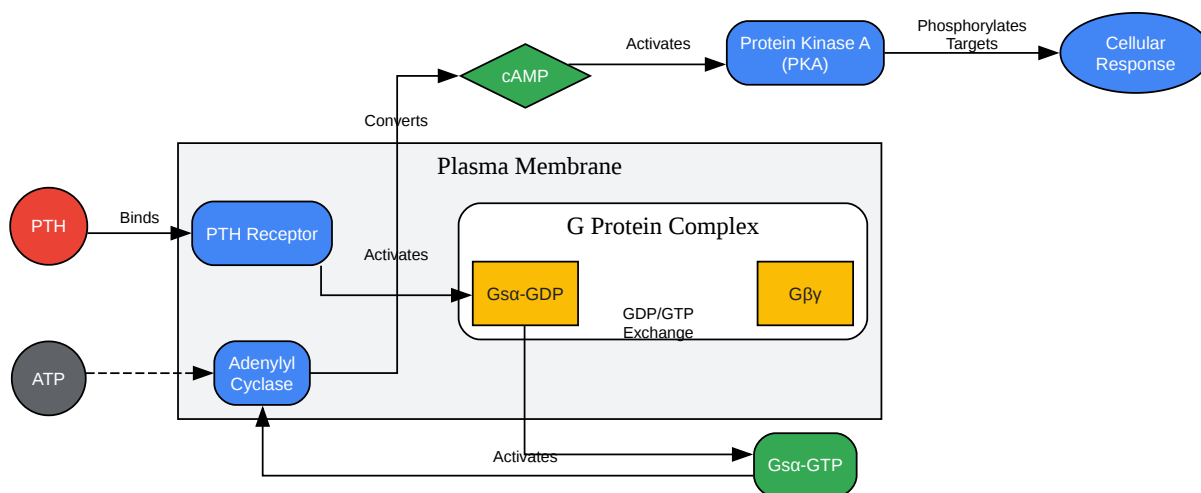 Phosphorylates
Targets
Activates
Protein Kinase A
(PKA)
Cellular
Response
cAMP
Converts
Plasma Membrane
PTH
Binds
PTH Receptor
G Protein Complex
Activates
Gsα-GDP
Gβγ
GDP/GTP
Exchange
ATP
Adenylyl
Cyclase
Activates
Gsα-GTP